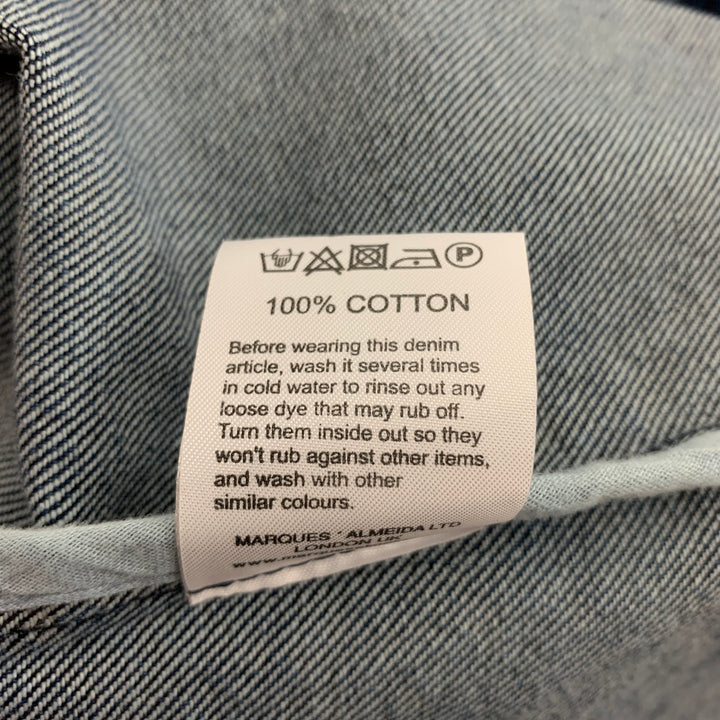 P
100% COTTON
Before wearing this denim
article, wash it several times
in cold water to rinse out any
loose dye that may rub off.
Turn them inside out so they
won't rub against other items,
and wash with other
similar colours.
MARQUES ' ALMEIDA LTD
LONDON UK